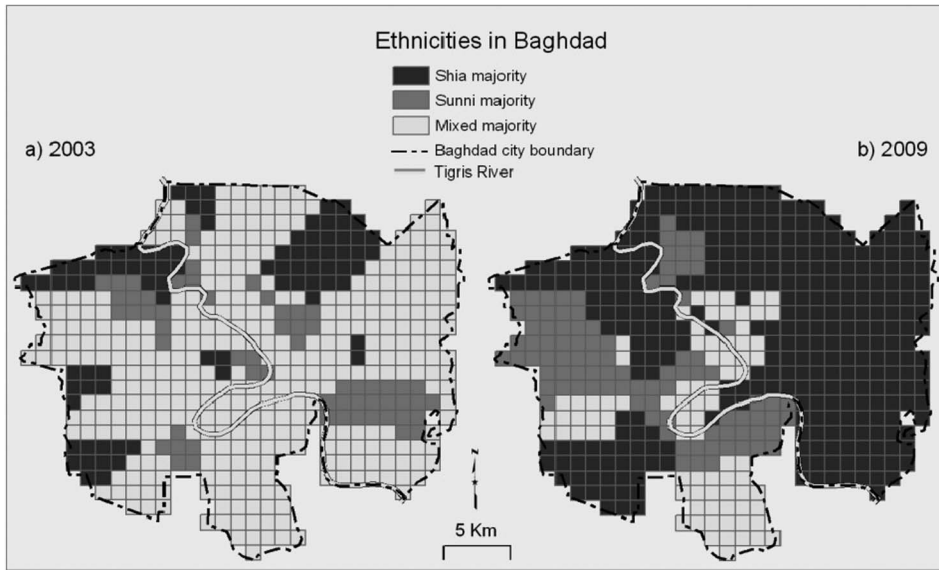 Ethnicities in Baghdad
Shia majority
Sunni majority
Mixed majority
Baghdad city boundary
Tigris River
a) 2003
b) 2009
N
5 Km